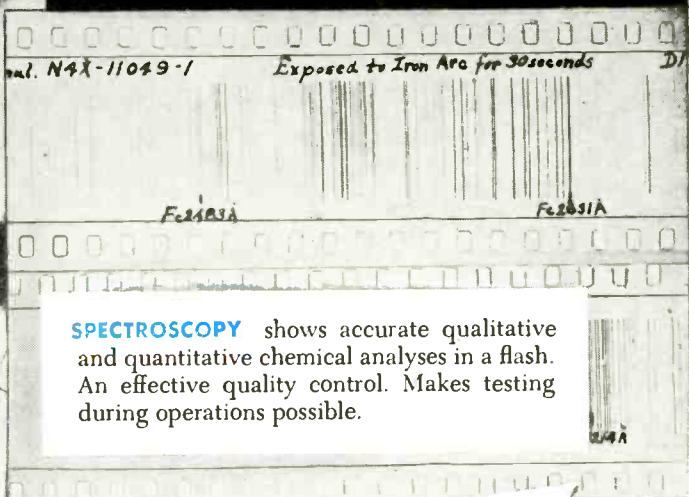 N4X-11049-1 Exposed to Iron Arc for 30 seconds
SPECTROSCOPY shows accurate qualitative
and quantitative chemical analyses in a flash.
An effective quality control. Makes testing
during operations possible.